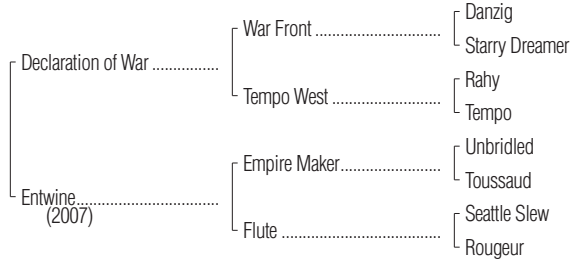 Danzig
War Front ..............................
Starry Dreamer
Declaration of War ................
Rahy
Tempo West ..........................
Tempo
Unbridled
Empire Maker........................
Toussaud
Entwine..................................
(2007)
Seattle Slew
Flute ......................................
Rougeur